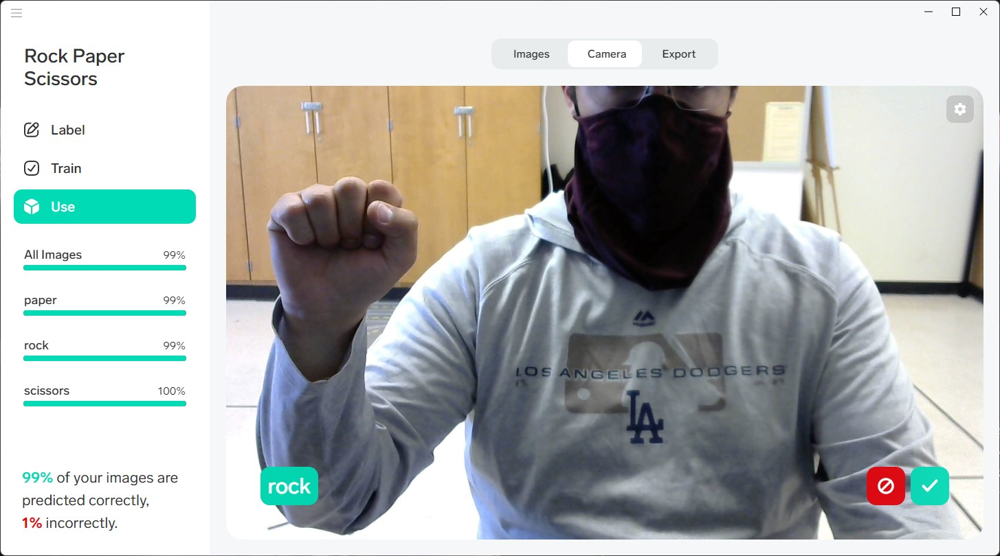 Rock Paper
Scissors
Label
Train
Use
All Images 99%
paper 99%
rock 99%
scissors 100%
99% of your images are
predicted correctly,
1% incorrectly.
Images Camera Export
LOS ANGELES DODGERS
LA
rock